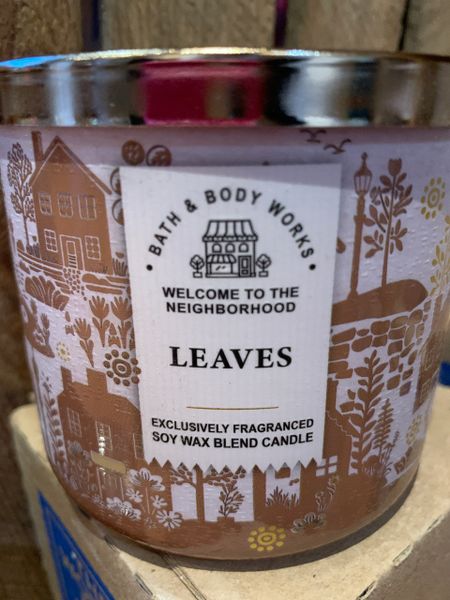 BATH & BODY WORKS
WELCOME TO THE
NEIGHBORHOOD
LEAVES
EXCLUSIVELY FRAGRANCED
SOY WAX BLEND CANDLE